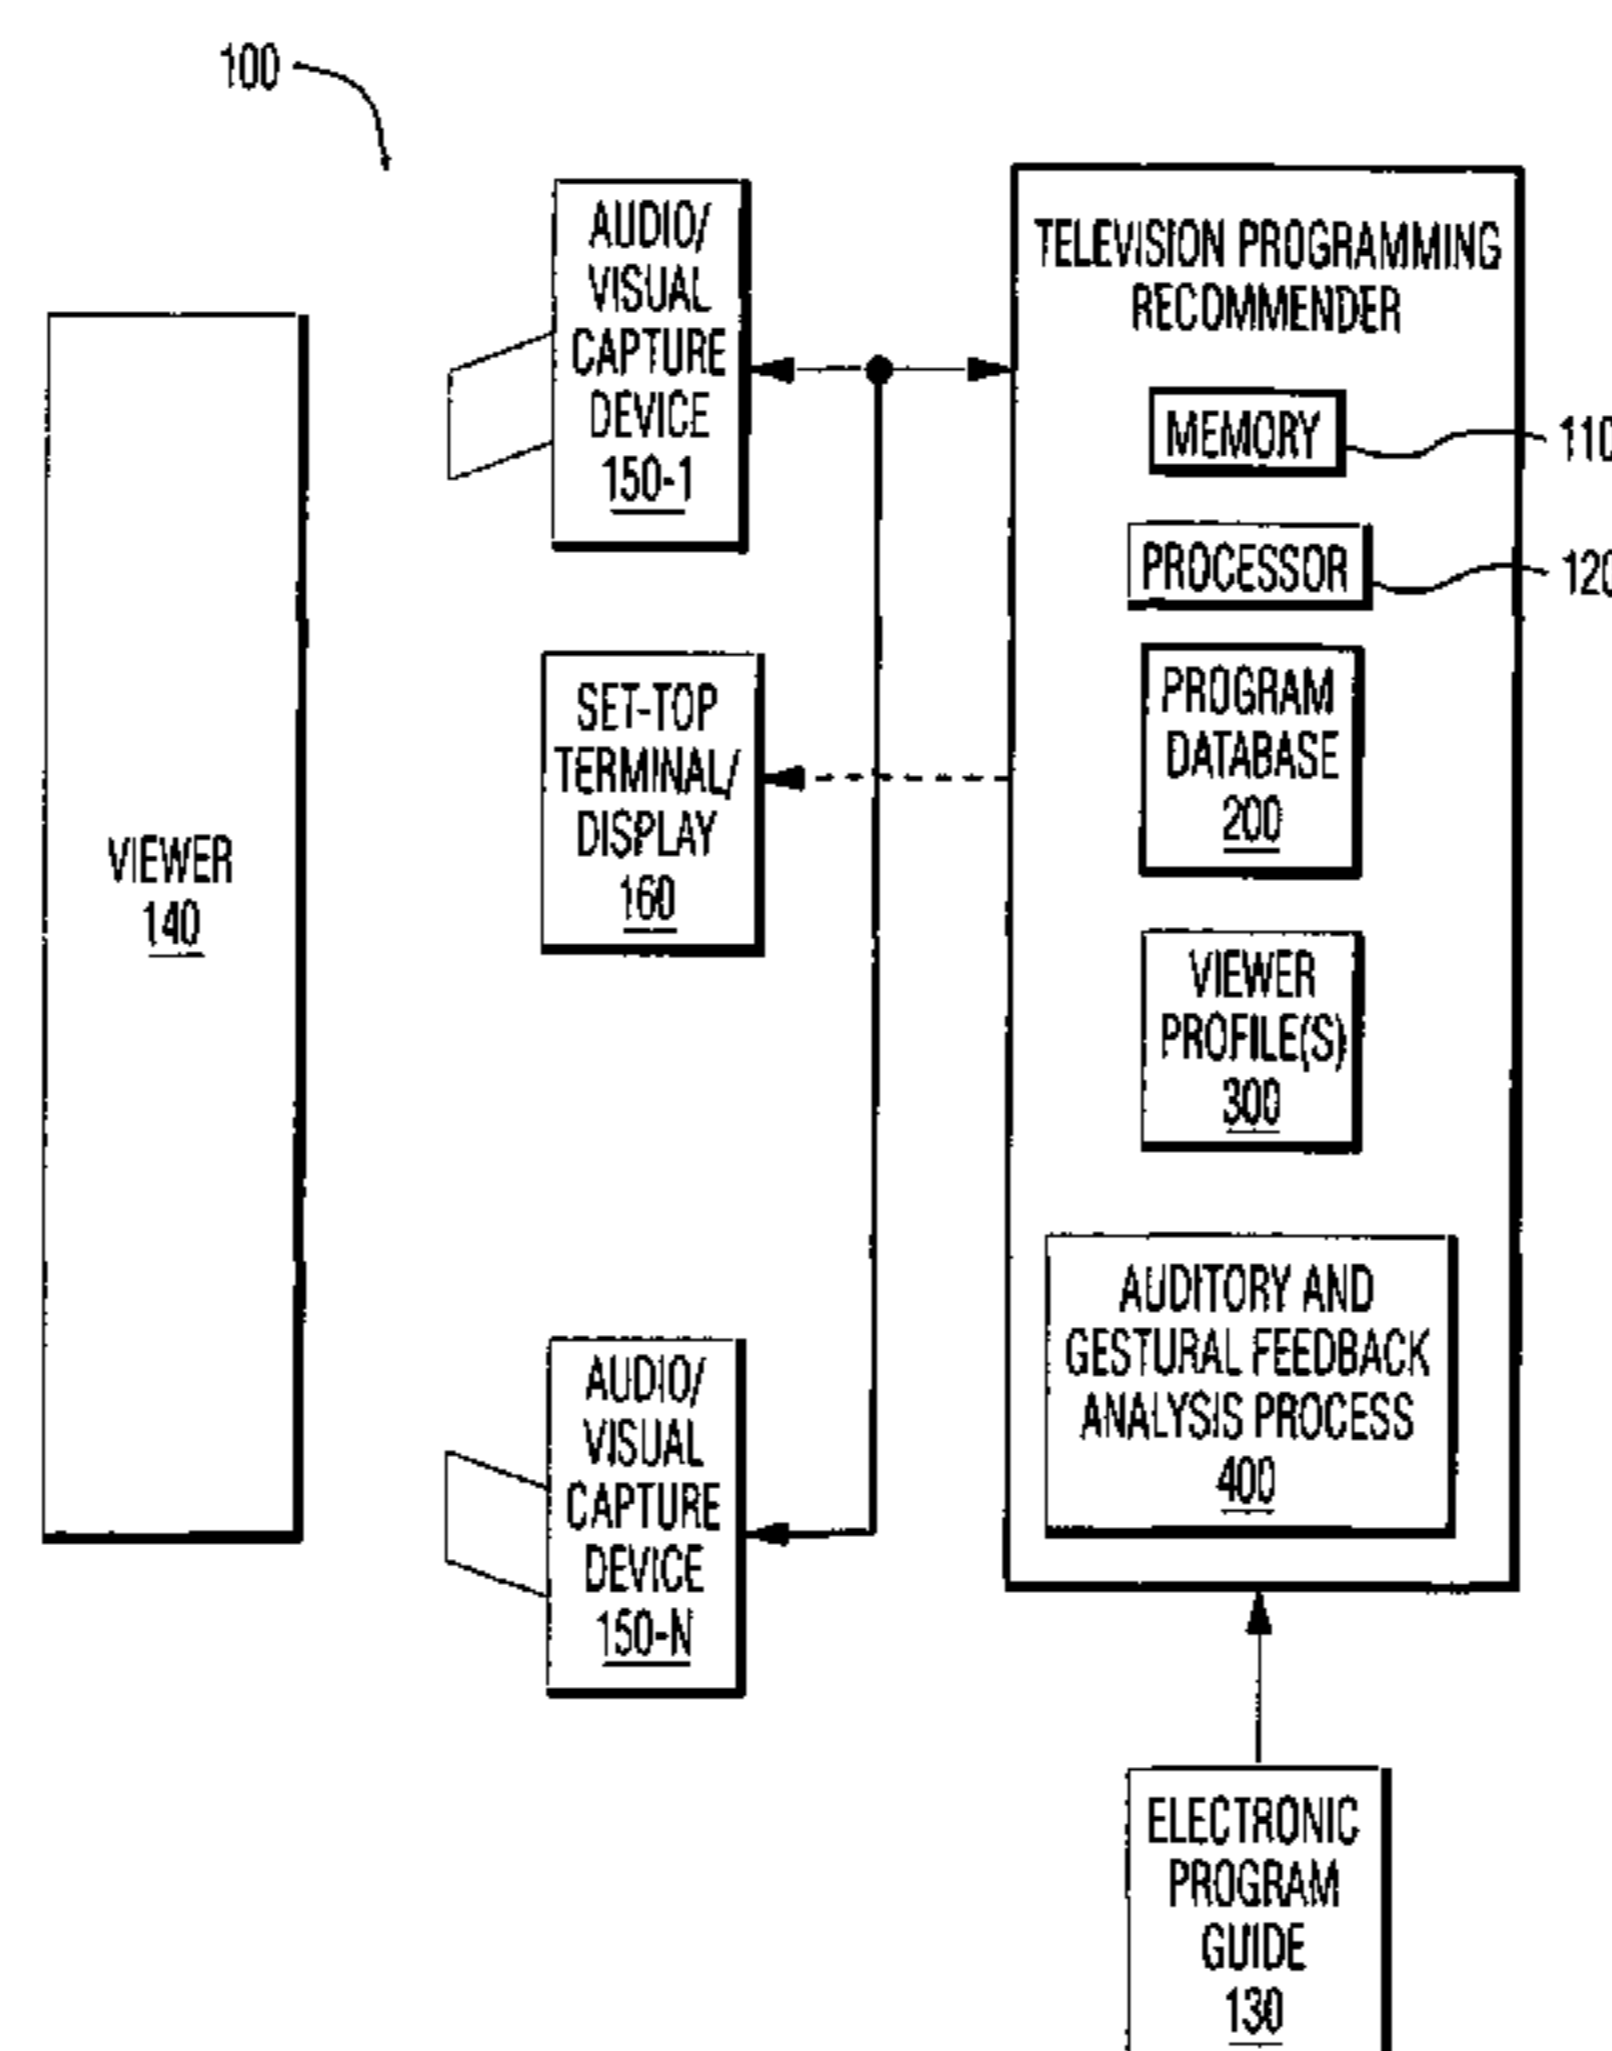 100
AUDIO/
VISUAL
CAPTURE
DEVICE
150-1
TELEVISION PROGRAMMING
RECOMMENDER
MEMORY
110
PROCESSOR
120
PROGRAM
DATABASE
200
SET-TOP
TERMINAL/
DISPLAY
160
VIEWER
140
VIEWER
PROFILE(S)
300
AUDITORY AND
GESTURAL FEEDBACK
ANALYSIS PROCESS
400
AUDIO/
VISUAL
CAPTURE
DEVICE
150-N
ELECTRONIC
PROGRAM
GUIDE
130